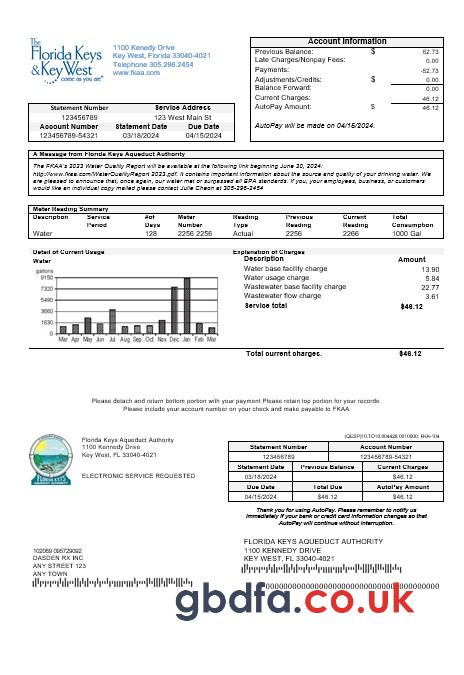 The
Florida Keys
& Key West
come as you are
1100 Kenedy Drive
Key West, Florida 33040-4021
Telephone 305.296.2454
www.fkaa.com
Account Information
Previous Balance: $ 52.73
Late Charges/Nonpay Fees: 0.00
Payments: -52.73
Adjustments/Credits: $ 0.00
Balance Forward: 0.00
Current Charges: 46.12
AutoPay Amount: $ 46.12
AutoPay will be made on 04/15/2024.
Statement Number Service Address
123456789 123 West Main St
Account Number Statement Date Due Date
123456789-54321 03/18/2024 04/15/2024
A Message from Florida Keys Aqueduct Authority
The FKAA's 2023 Water Quality Report will be available at the following link beginning June 30, 2024:
http://www.fkaa.com/WaterQualityReport 2023.pdf. It contains important information about the source and quality of your drinking water. We
are pleased to announce that, once again, our water met or surpassed all EPA standards. If you, your employees, business, or customers
would like an individual copy mailed please contact Julie Cheon at 305-296-2454
Meter Reading Summary
Description Service Period #of Days Meter Number Reading Type Previous Reading Current Reading Total Consumption
Water 128 2256 2256 Actual 2256 2266 1000 Gal
Detail of Current Usage
Water
gallons
9150
7320
5490
3660
1830
0
Mar Apr May Jun Jul Aug Sep Oct Nov Dec Jan Feb Mar
Explanation of Charges
Description Amount
Water base facility charge 13.90
Water usage charge 5.84
Wastewater base facility charge 22.77
Wastewater flow charge 3.61
Service total $46.12
Total current charges. $46.12
Please detach and return bottom portion with your payment Please retain top portion for your records.
Please include your account number on your check and make payable to FKAA
Florida Keys Aqueduct Authority
1100 Kennedy Drive
Key West, FL 33040-4021
ELECTRONIC SERVICE REQUESTED
Statement Number Account Number
123456789 123456789-54321
Statement Date Previous Balance Current Charges
03/18/2024 $46.12
Due Date Total Due AutoPay Amount
04/15/2024 $46.12 $46.12
Thank you for using AutoPay. Please remember to notify us
immediately if your bank or credit card information changes so that
AutoPay will continue without interruption.
102089 095729092
DASDEN RX INC
ANY STREET 123
ANY TOWN
FLORIDA KEYS AQUEDUCT AUTHORITY
1100 KENNEDY DRIVE
KEY WEST, FL 33040-4021
gbdfa.co.uk